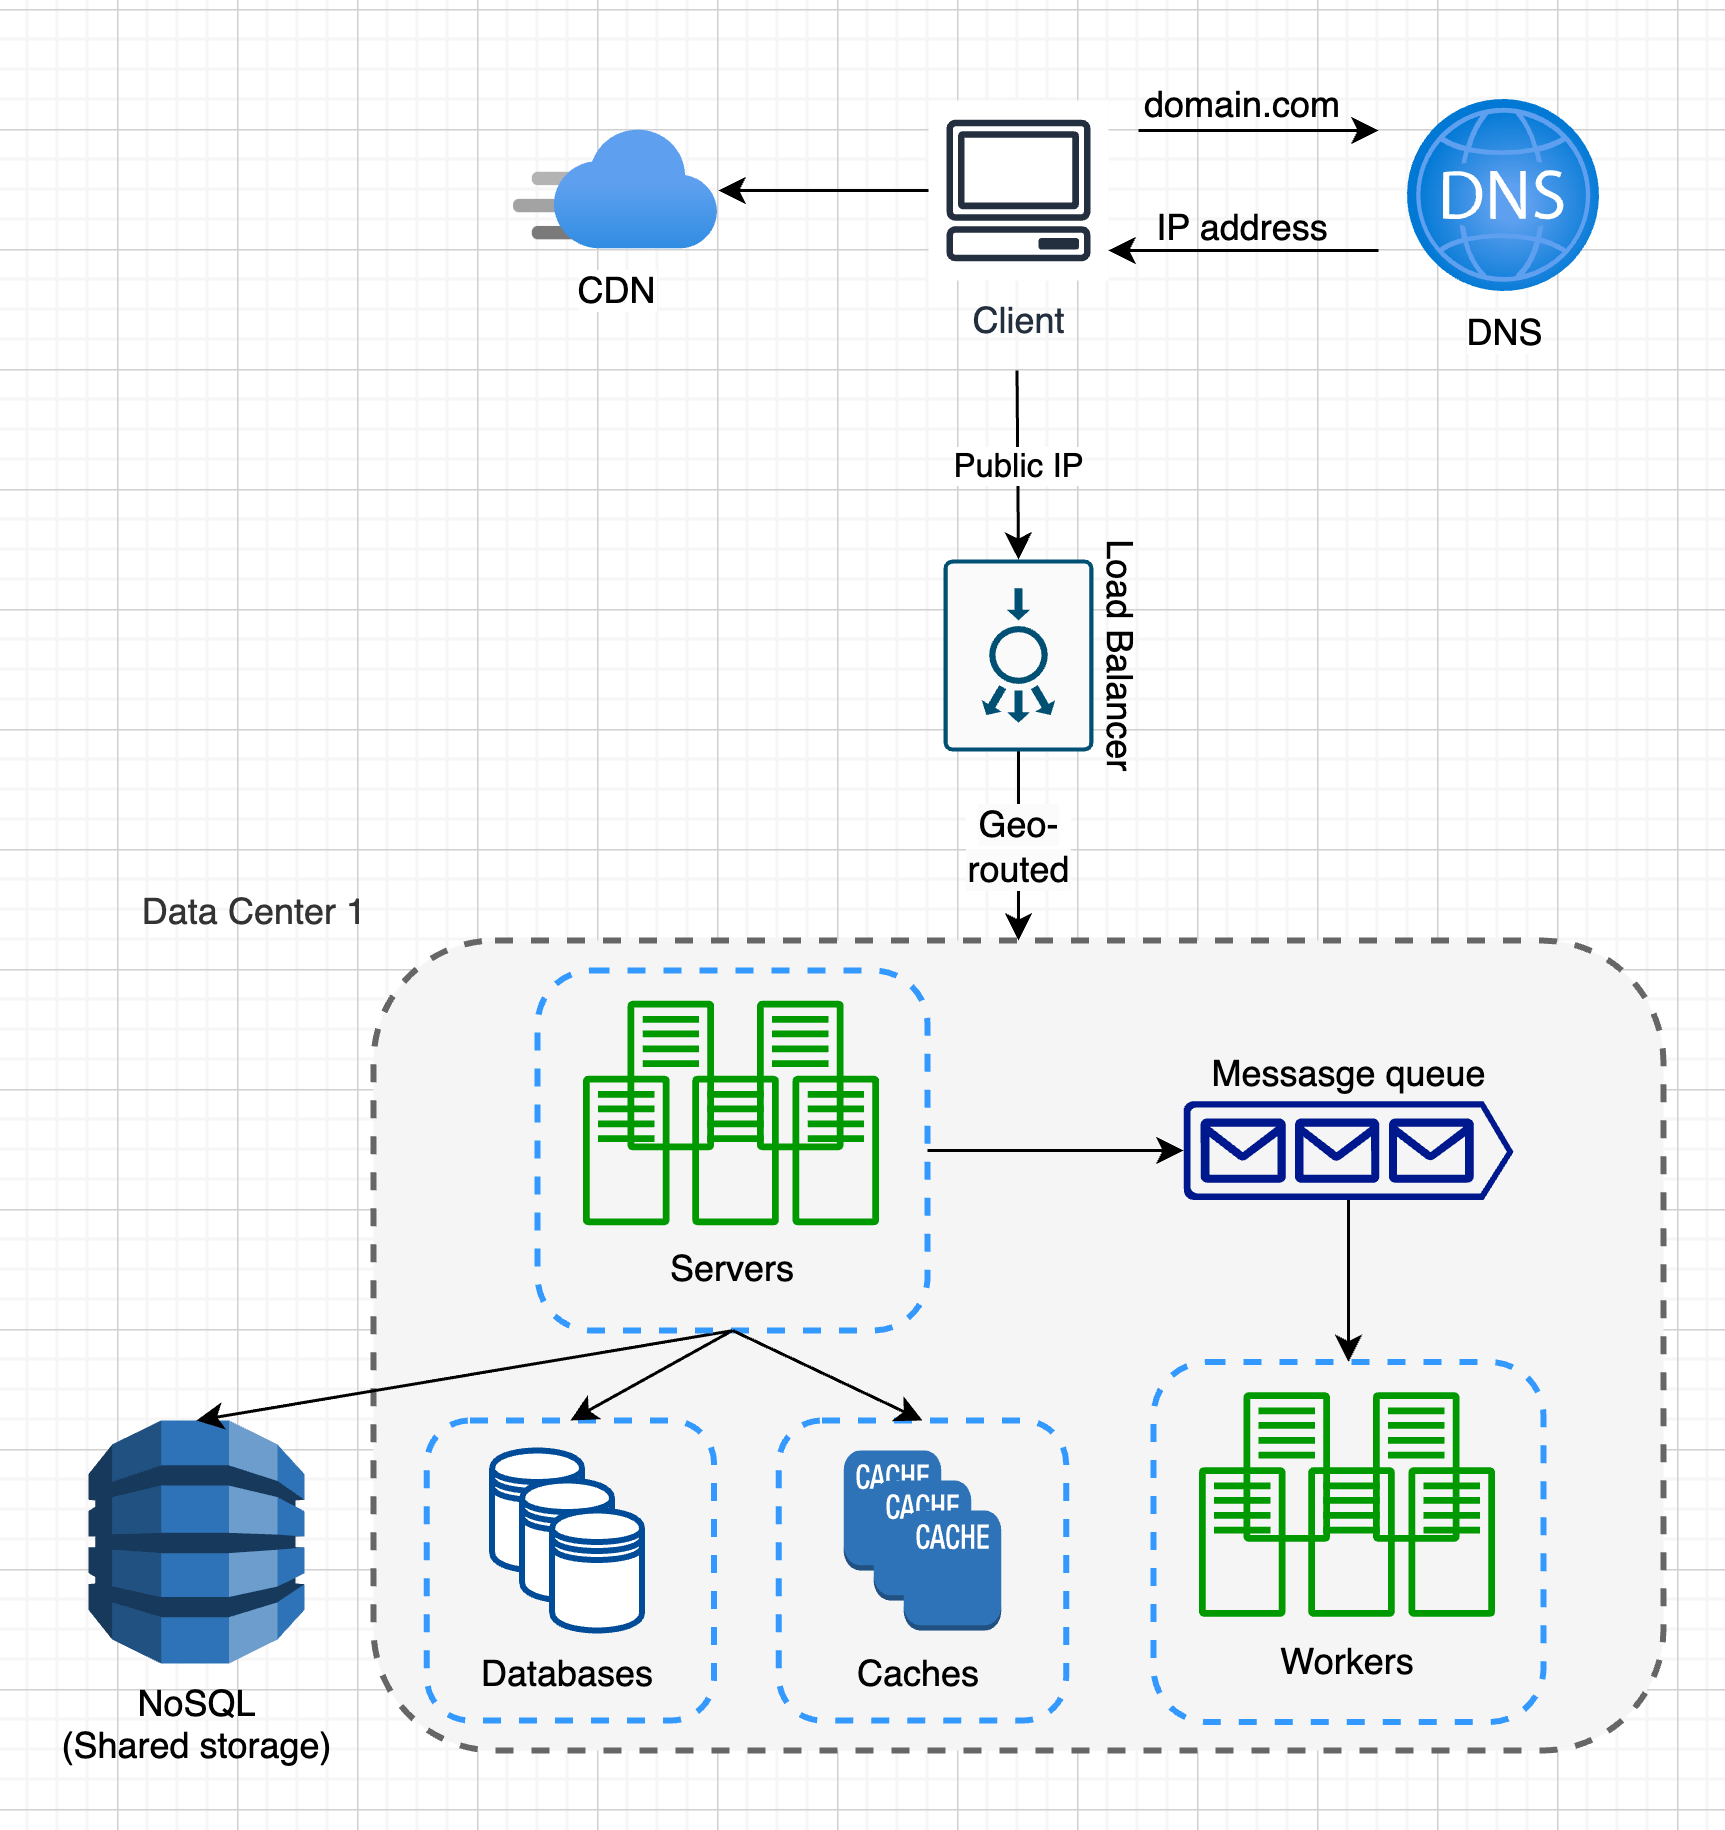 domain.com
DNS
IP address
CDN
Client
DNS
Public IP
Load Balancer
Geo-
routed
Data Center 1
Messasge queue
Servers
CACHE
CACHE
CACHE
Databases
Caches
Workers
NoSQL
(Shared storage)